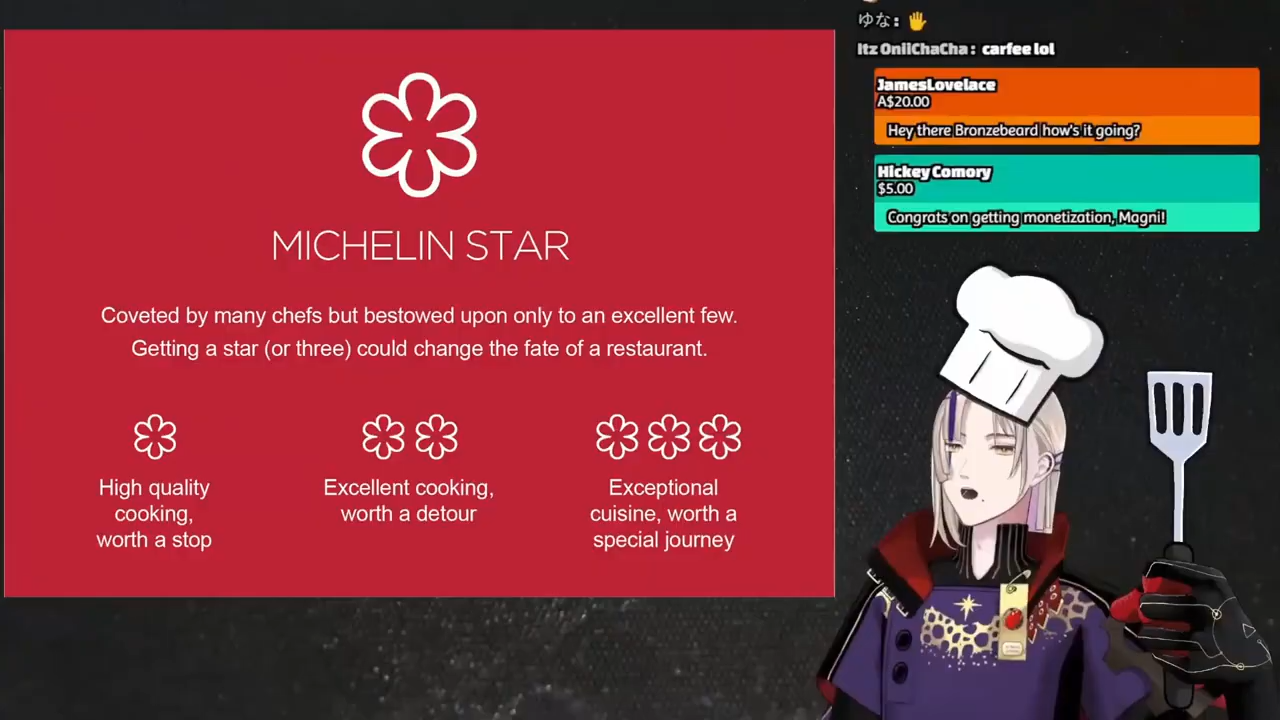 MICHELIN STAR
Coveted by many chefs but bestowed upon only to an excellent few.
Getting a star (or three) could change the fate of a restaurant.
High quality
cooking,
worth a stop
Excellent cooking,
worth a detour
Exceptional
cuisine, worth a
special journey
ゆな: 🖐
Itz OniiChaCha : carfee lol
JamesLovelace
A$20.00
Hey there Bronzebeard how's it going?
Hickey Comory
$5.00
Congrats on getting monetization, Magni!